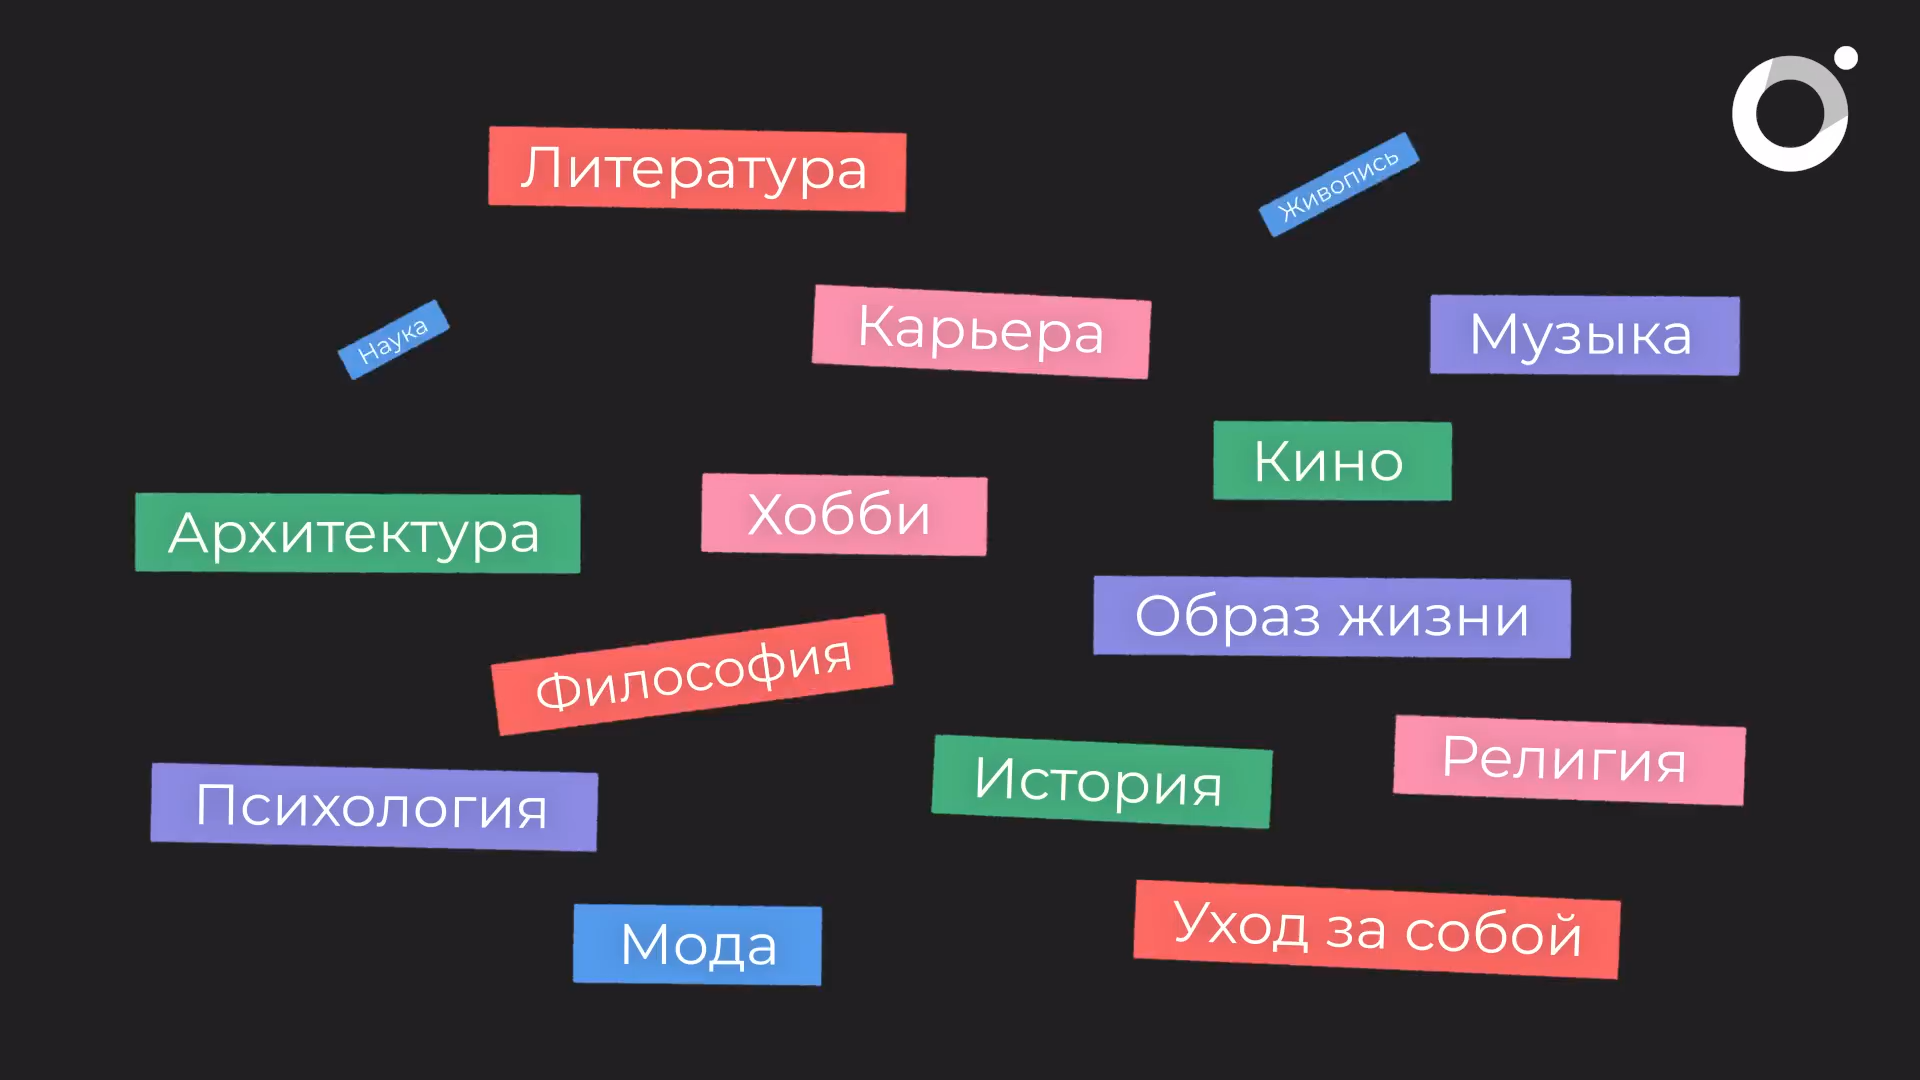 Литература
Живопись
Наука
Карьера
Музыка
Кино
Архитектура
Хобби
Образ жизни
Философия
История
Религия
Психология
Мода
Уход за собой